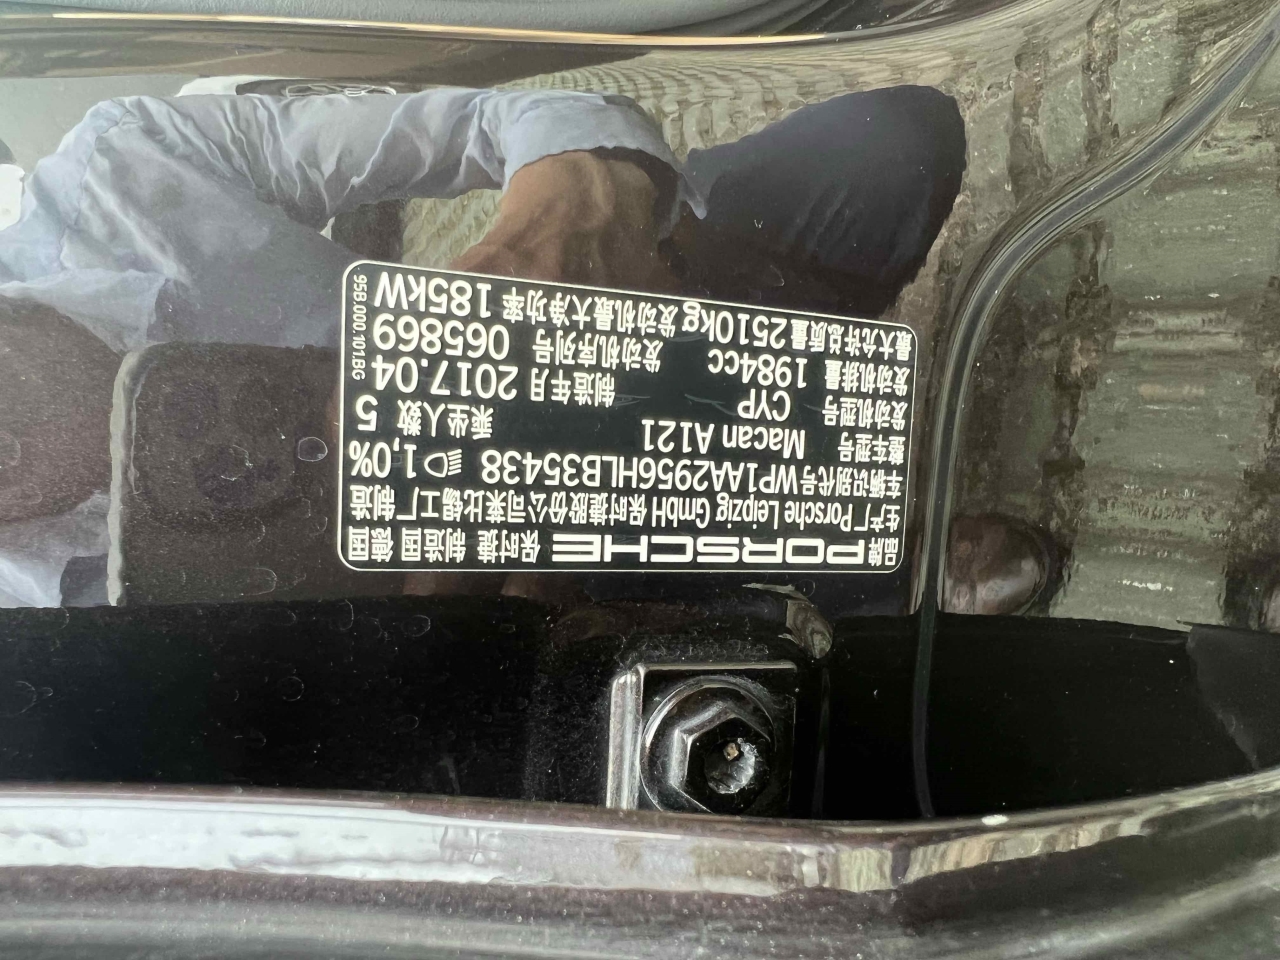 品牌 PORSCHE 保时捷 制造国 德国
生产厂 Porsche Leipzig GmbH 保时捷股份公司莱比锡工厂 制造
车辆识别代号 WP1AA2956HLB35438 1,0%
整车型号 Macan A121 乘坐人数 5
发动机型号 CYP 制造年月 2017.04
发动机排量 1984cc 发动机序列号 065869
最大允许总质量 2510kg 发动机最大净功率 185kW
95B.000.101.BG